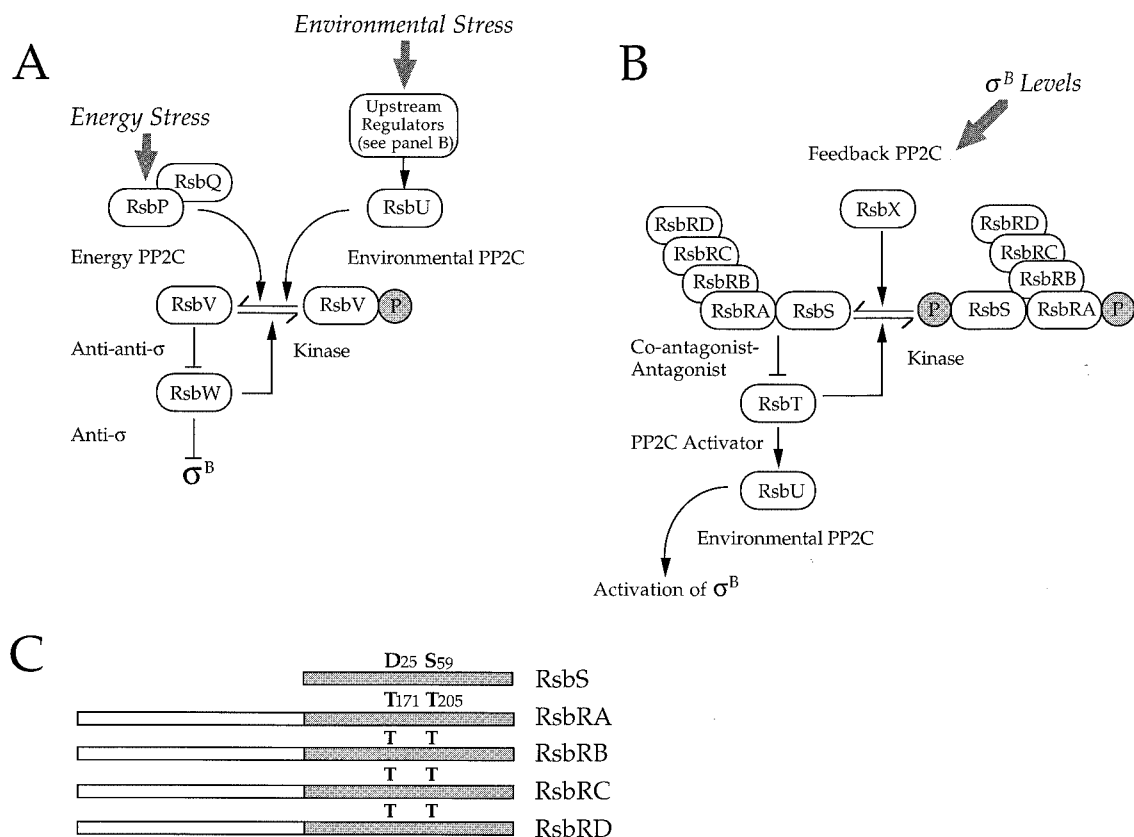 A
Environmental Stress
Energy Stress
Upstream
Regulators
(see panel B)
RsbQ
RsbP
RsbU
Energy PP2C
Environmental PP2C
RsbV
RsbV
P
Anti-anti-σ
Kinase
RsbW
Anti-σ
σB
B
σB Levels
Feedback PP2C
RsbX
RsbRD
RsbRC
RsbRB
RsbRA
RsbS
RsbRD
RsbRC
RsbRB
P
RsbS
RsbRA
P
Co-antagonist-
Antagonist
Kinase
RsbT
PP2C Activator
RsbU
Environmental PP2C
Activation of σB
C
D25 S59
RsbS
T171 T205
RsbRA
T T
RsbRB
T T
RsbRC
T T
RsbRD